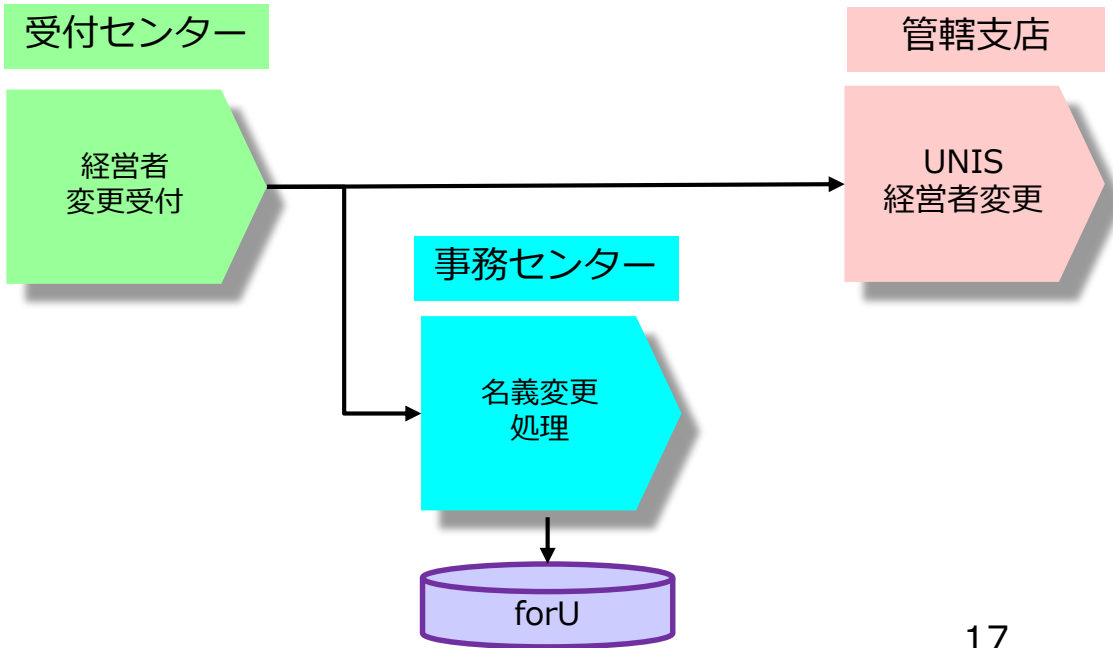 受付センター
管轄支店
経営者
変更受付
UNIS
経営者変更
事務センター
名義変更
処理
forU
17